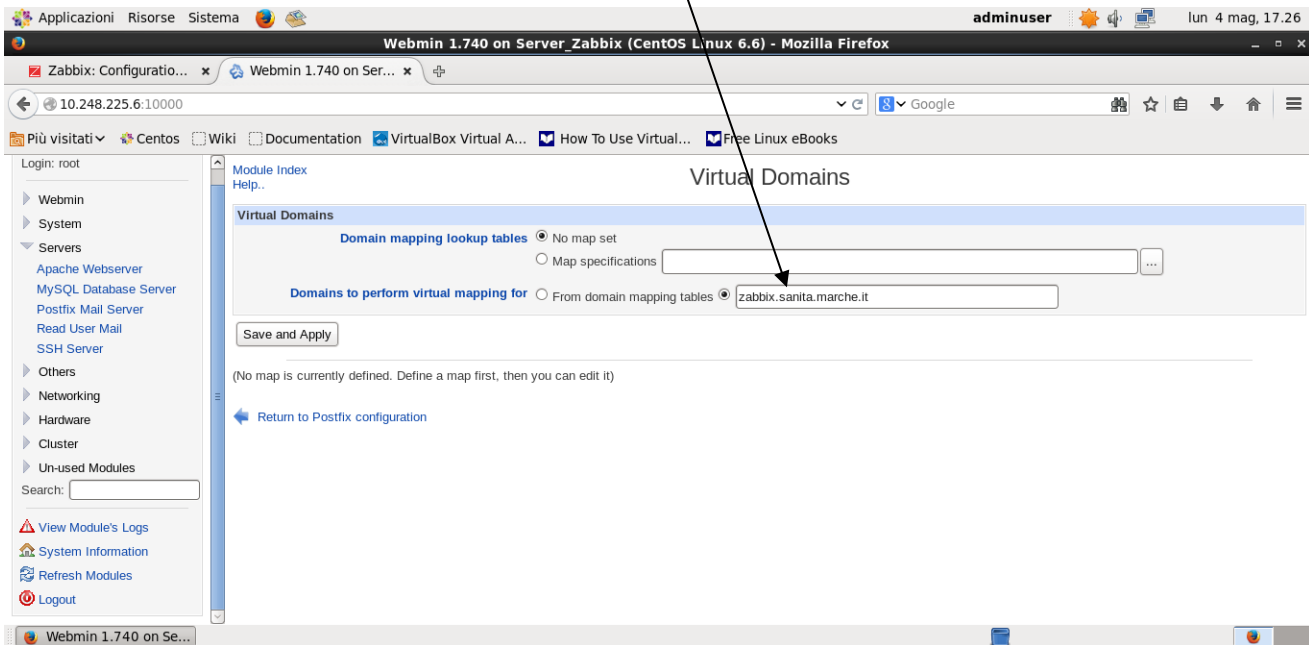 Applicazioni Risorse Sistema adminuser lun 4 mag, 17.26
Webmin 1.740 on Server_Zabbix (CentOS Linux 6.6) - Mozilla Firefox
Zabbix: Configuratio... Webmin 1.740 on Ser...
10.248.225.6:10000 Google
Più visitati Centos Wiki Documentation VirtualBox Virtual A... How To Use Virtual... Free Linux eBooks
Login: root
Webmin
System
Servers
Apache Webserver
MySQL Database Server
Postfix Mail Server
Read User Mail
SSH Server
Others
Networking
Hardware
Cluster
Un-used Modules
Search:
View Module's Logs
System Information
Refresh Modules
Logout
Module Index
Help..
Virtual Domains
Virtual Domains
Domain mapping lookup tables No map set
Map specifications ...
Domains to perform virtual mapping for From domain mapping tables zabbix.sanita.marche.it
Save and Apply
(No map is currently defined. Define a map first, then you can edit it)
Return to Postfix configuration
Webmin 1.740 on Se...